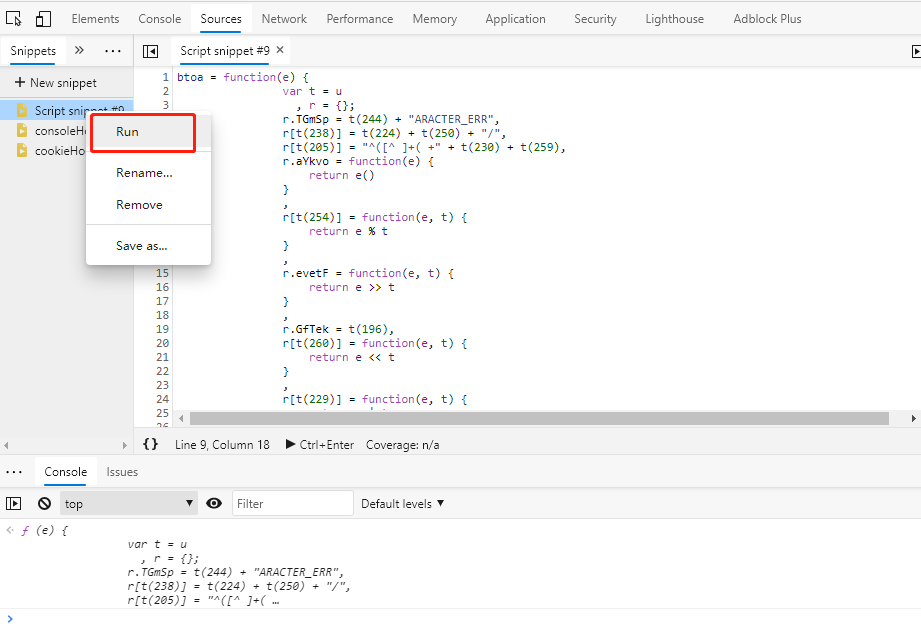 Elements Console Sources Network Performance Memory Application Security Lighthouse Adblock Plus
Snippets » ··· Script snippet #9 ×
+ New snippet
Script snippet #9
consoleHo
cookieHo
Run
Rename...
Remove
Save as...
1 btoa = function(e) {
2 var t = u
3 , r = {};
r.TGmSp = t(244) + "ARACTER_ERR",
r[t(238)] = t(224) + t(250) + "/",
r[t(205)] = "^([^ ]+( +" + t(230) + t(259),
r.aYkvo = function(e) {
return e()
}
,
r[t(254)] = function(e, t) {
return e % t
}
,
15 r.evetF = function(e, t) {
16 return e >> t
17 }
18 ,
19 r.GfTek = t(196),
20 r[t(260)] = function(e, t) {
21 return e << t
22 }
23 ,
24 r[t(229)] = function(e, t) {
25
26
{} Line 9, Column 18 ▶ Ctrl+Enter Coverage: n/a
··· Console Issues
top ▼ Filter Default levels ▼
f (e) {
var t = u
, r = {};
r.TGmSp = t(244) + "ARACTER_ERR",
r[t(238)] = t(224) + t(250) + "/",
r[t(205)] = "^([^ ]+( …